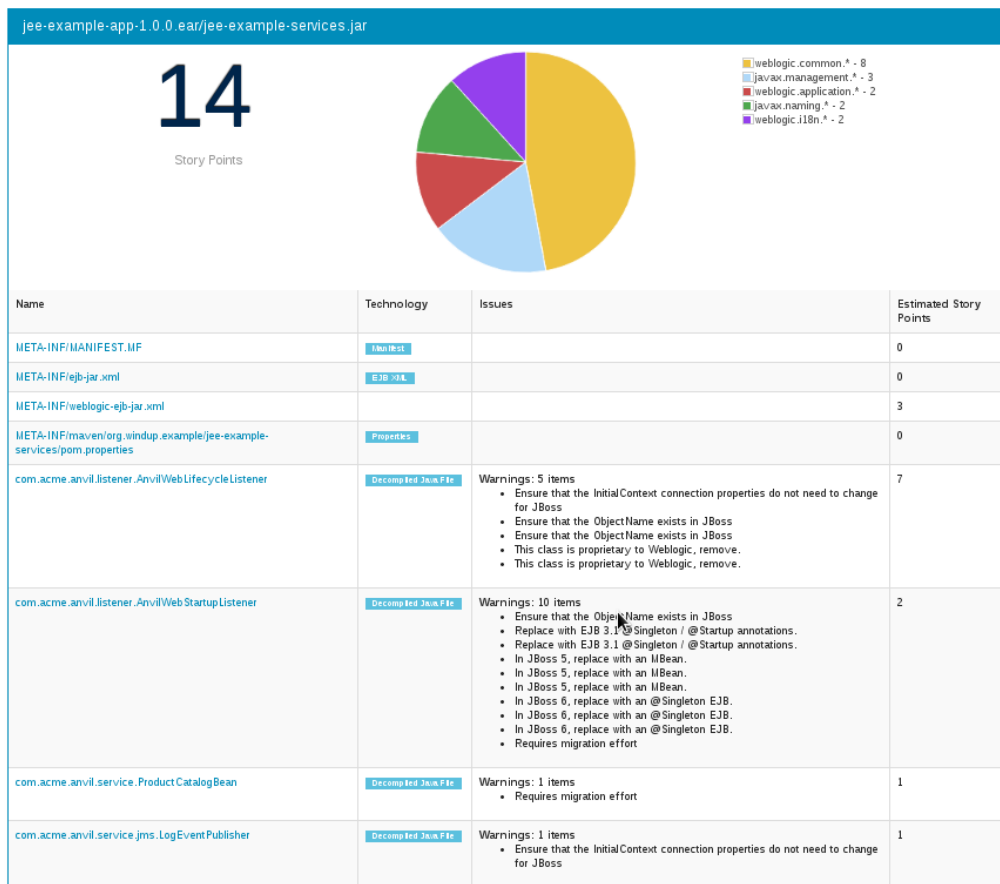 jee-example-app-1.0.0.ear/jee-example-services.jar
14
Story Points
weblogic.common.* - 8
javax.management.* - 3
weblogic.application.* - 2
javax.naming.* - 2
weblogic.i18n.* - 2
Name Technology Issues Estimated Story
Points
META-INF/MANIFEST.MF Manifest 0
META-INF/ejb-jar.xml EJB XML 0
META-INF/weblogic-ejb-jar.xml 3
META-INF/maven/org.windup.example/jee-example- Properties 0
services/pom.properties
com.acme.anvil.listener.AnvilWebLifecycleListener Decompiled Java File Warnings: 5 items 7
• Ensure that the InitialContext connection properties do not need to change
for JBoss
• Ensure that the ObjectName exists in JBoss
• Ensure that the ObjectName exists in JBoss
• This class is proprietary to Weblogic, remove.
• This class is proprietary to Weblogic, remove.
com.acme.anvil.listener.AnvilWebStartupListener Decompiled Java File Warnings: 10 items 2
• Ensure that the ObjectName exists in JBoss
• Replace with EJB 3.1 @Singleton / @Startup annotations.
• Replace with EJB 3.1 @Singleton / @Startup annotations.
• In JBoss 5, replace with an MBean.
• In JBoss 5, replace with an MBean.
• In JBoss 5, replace with an MBean.
• In JBoss 6, replace with an @Singleton EJB.
• In JBoss 6, replace with an @Singleton EJB.
• In JBoss 6, replace with an @Singleton EJB.
• Requires migration effort
com.acme.anvil.service.ProductCatalogBean Decompiled Java File Warnings: 1 items 1
• Requires migration effort
com.acme.anvil.service.jms.LogEventPublisher Decompiled Java File Warnings: 1 items 1
• Ensure that the InitialContext connection properties do not need to change
for JBoss